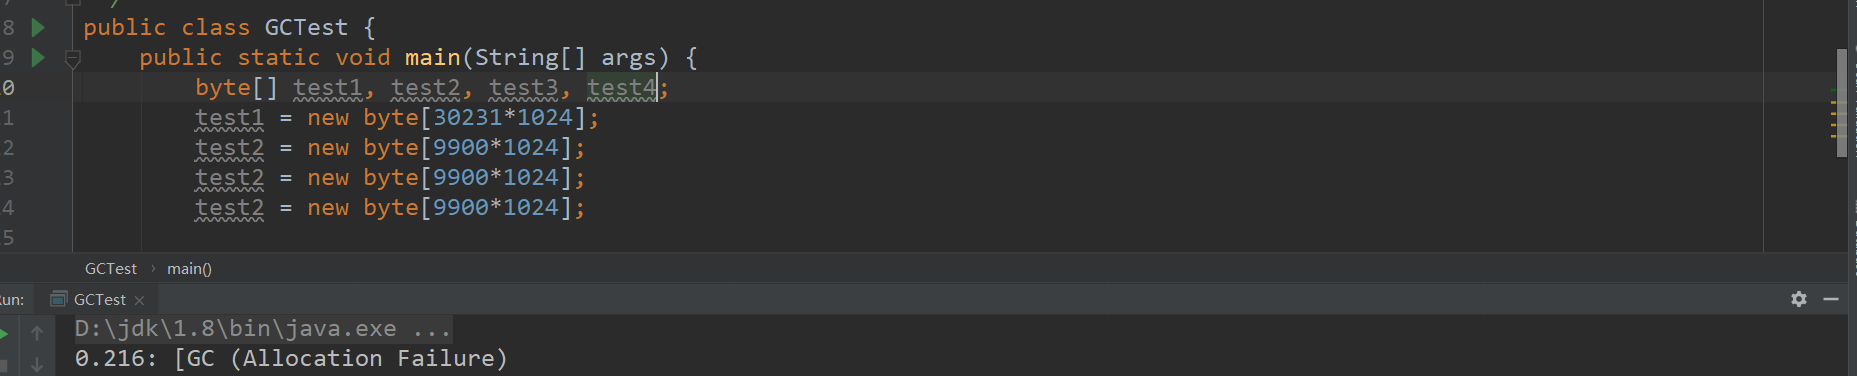 8 public class GCTest {
9 public static void main(String[] args) {
0 byte[] test1, test2, test3, test4;
1 test1 = new byte[30231*1024];
2 test2 = new byte[9900*1024];
3 test2 = new byte[9900*1024];
4 test2 = new byte[9900*1024];
5
GCTest › main()
un: GCTest ×
D:\jdk\1.8\bin\java.exe ...
0.216: [GC (Allocation Failure)